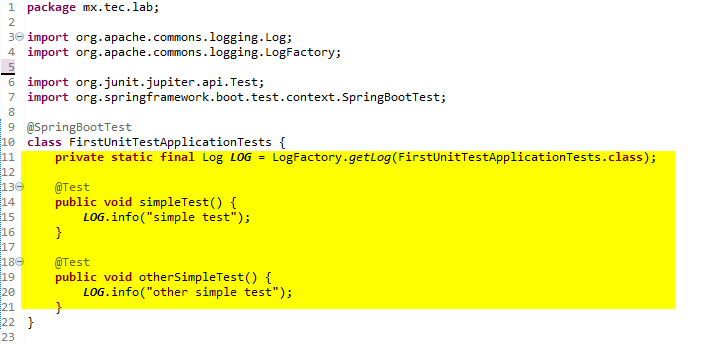 1 package mx.tec.lab;
2
3 import org.apache.commons.logging.Log;
4 import org.apache.commons.logging.LogFactory;
5
6 import org.junit.jupiter.api.Test;
7 import org.springframework.boot.test.context.SpringBootTest;
8
9 @SpringBootTest
10 class FirstUnitTestApplicationTests {
11     private static final Log LOG = LogFactory.getLog(FirstUnitTestApplicationTests.class);
12
13     @Test
14     public void simpleTest() {
15         LOG.info("simple test");
16     }
17
18     @Test
19     public void otherSimpleTest() {
20         LOG.info("other simple test");
21     }
22 }
23